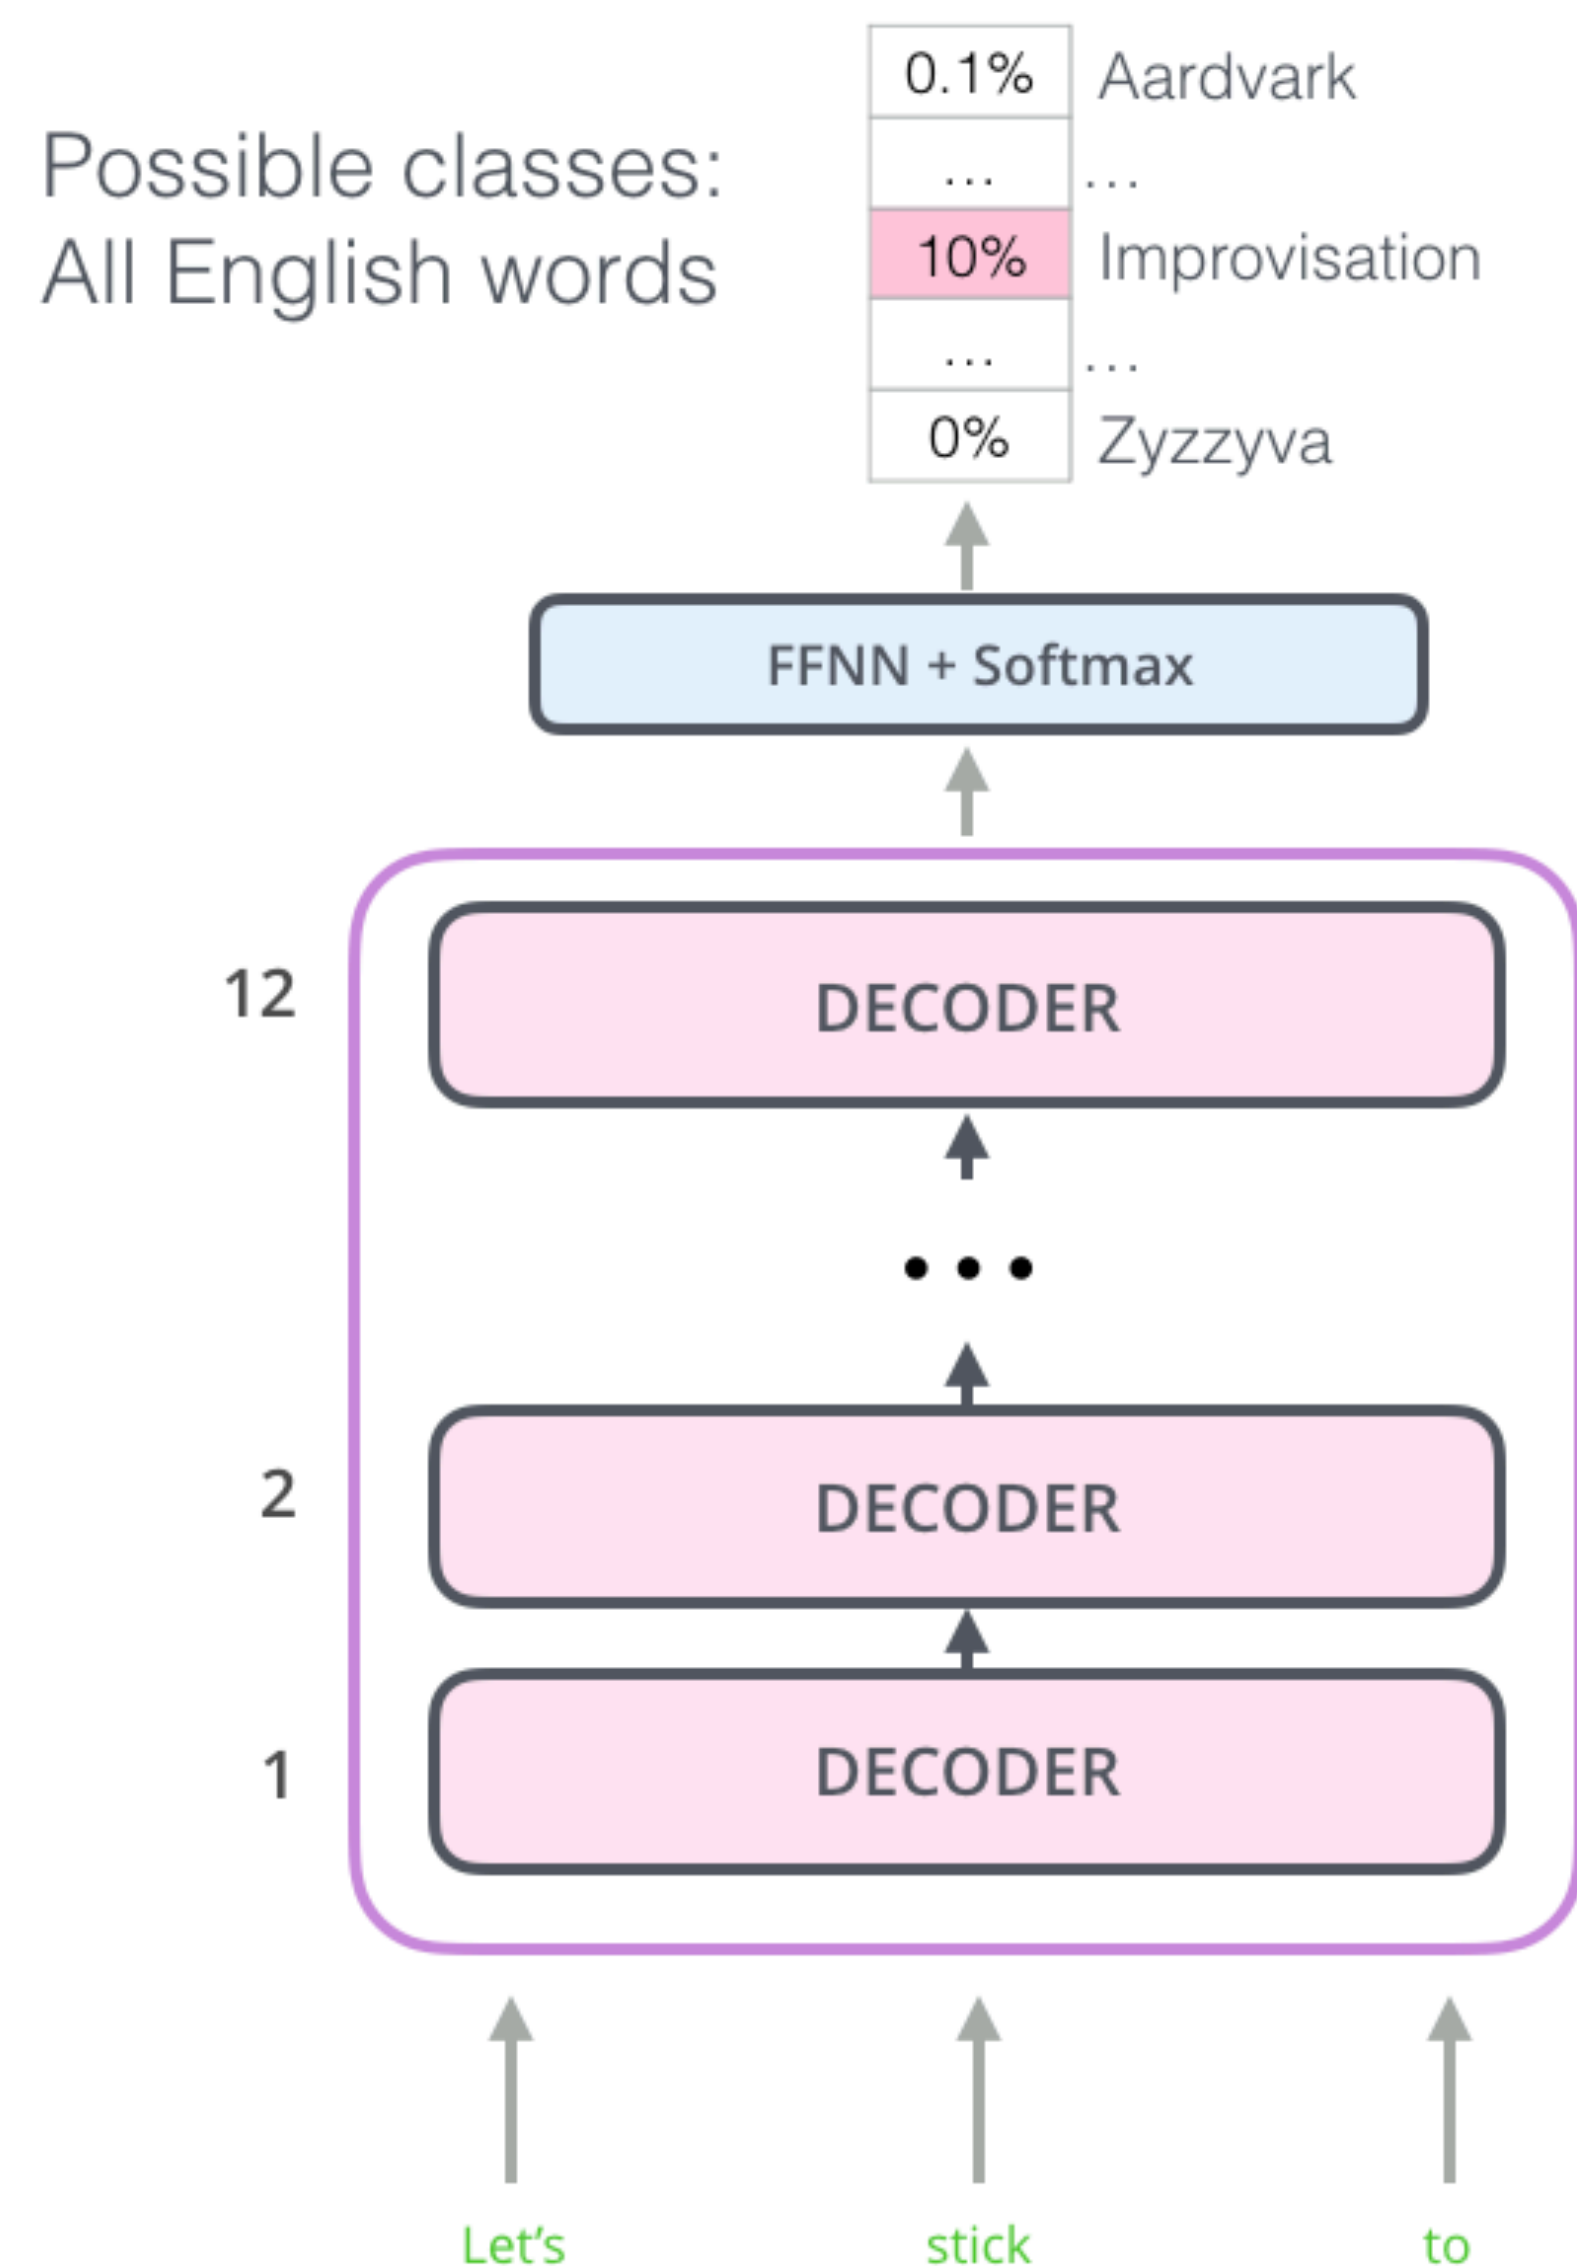 Possible classes:
All English words
0.1% Aardvark
... ...
10% Improvisation
... ...
0% Zyzzyva
FFNN + Softmax
12 DECODER
...
2 DECODER
1 DECODER
Let's stick to